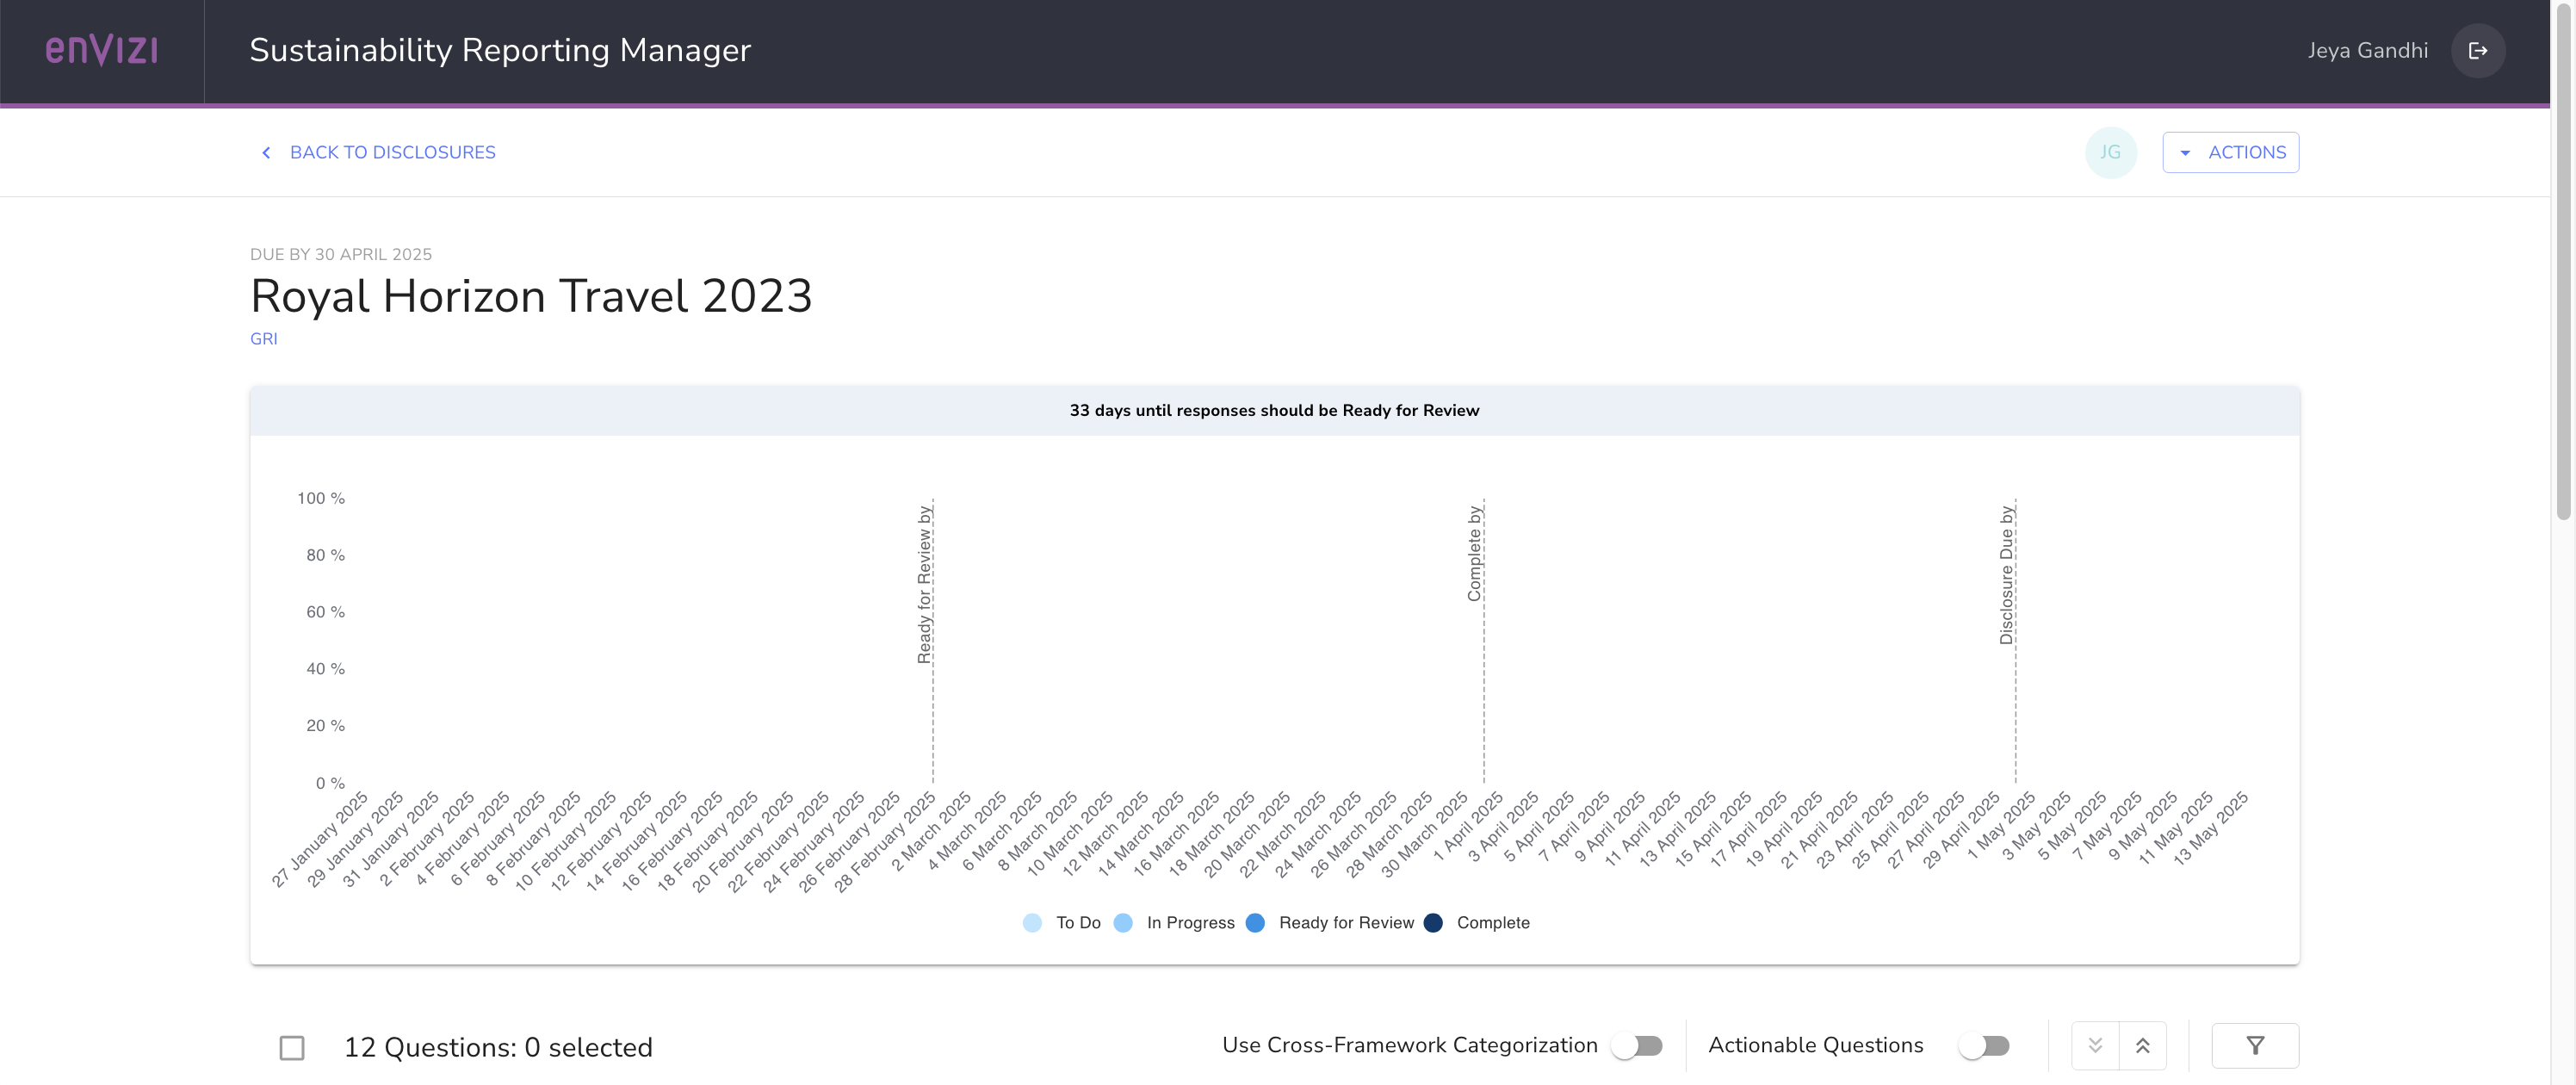 enVIZI
Sustainability Reporting Manager
Jeya Gandhi
BACK TO DISCLOSURES
JG
ACTIONS
DUE BY 30 APRIL 2025
Royal Horizon Travel 2023
GRI
33 days until responses should be Ready for Review
100 %
80 %
60 %
40 %
20 %
0 %
Ready for Review by
Complete by
Disclosure Due by
27 January 2025
29 January 2025
31 January 2025
2 February 2025
4 February 2025
6 February 2025
8 February 2025
10 February 2025
12 February 2025
14 February 2025
16 February 2025
18 February 2025
20 February 2025
22 February 2025
24 February 2025
26 February 2025
28 February 2025
2 March 2025
4 March 2025
6 March 2025
8 March 2025
10 March 2025
12 March 2025
14 March 2025
16 March 2025
18 March 2025
20 March 2025
22 March 2025
24 March 2025
26 March 2025
28 March 2025
30 March 2025
1 April 2025
3 April 2025
5 April 2025
7 April 2025
9 April 2025
11 April 2025
13 April 2025
15 April 2025
17 April 2025
19 April 2025
21 April 2025
23 April 2025
25 April 2025
27 April 2025
29 April 2025
1 May 2025
3 May 2025
5 May 2025
7 May 2025
9 May 2025
11 May 2025
13 May 2025
To Do
In Progress
Ready for Review
Complete
12 Questions: 0 selected
Use Cross-Framework Categorization
Actionable Questions